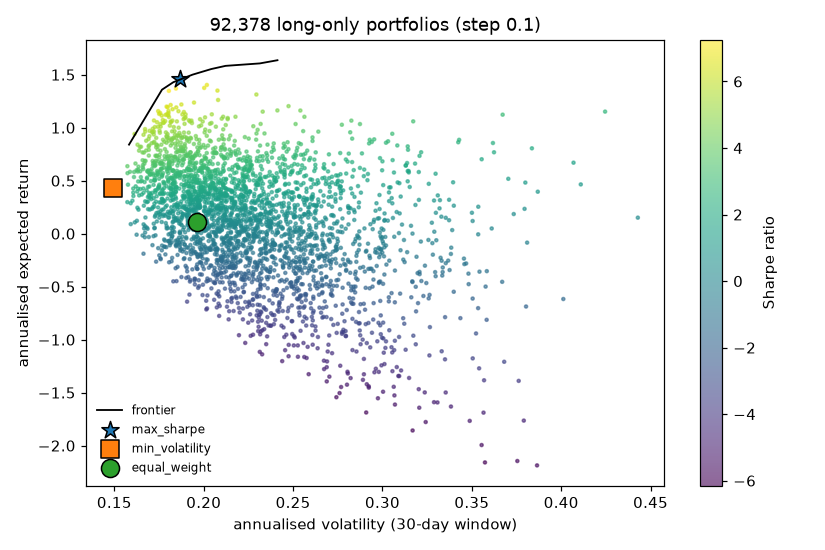 92,378 long-only portfolios (step 0.1)
1.5
1.0
0.5
0.0
−0.5
−1.0
−1.5
−2.0
annualised expected return
frontier
max_sharpe
min_volatility
equal_weight
0.15 0.20 0.25 0.30 0.35 0.40 0.45
annualised volatility (30-day window)
6
4
2
0
−2
−4
−6
Sharpe ratio